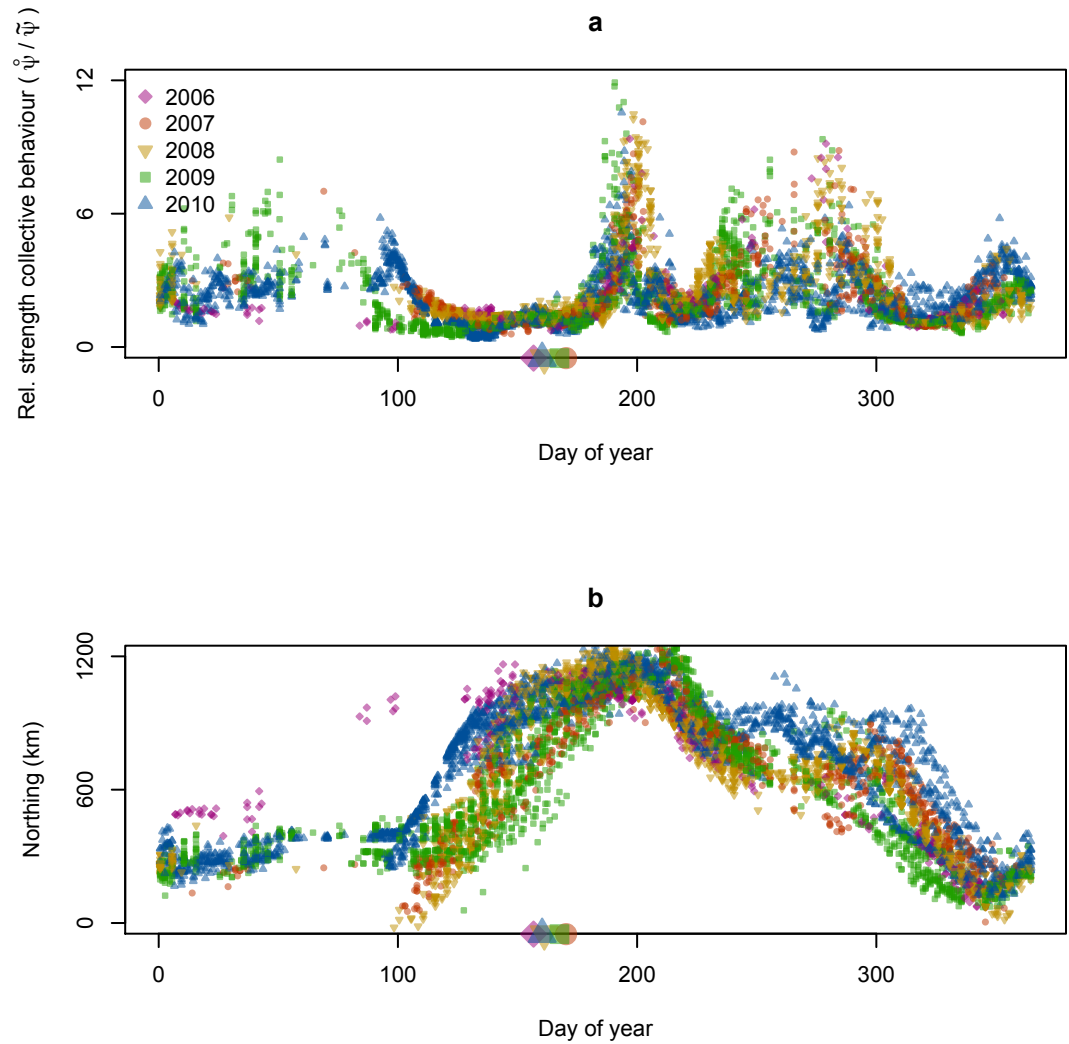 a
Rel. strength collective behaviour ( ψ̊ / ψ̃ )
12
6
0
2006
2007
2008
2009
2010
0 100 200 300
Day of year
b
Northing (km)
1200
600
0
0 100 200 300
Day of year